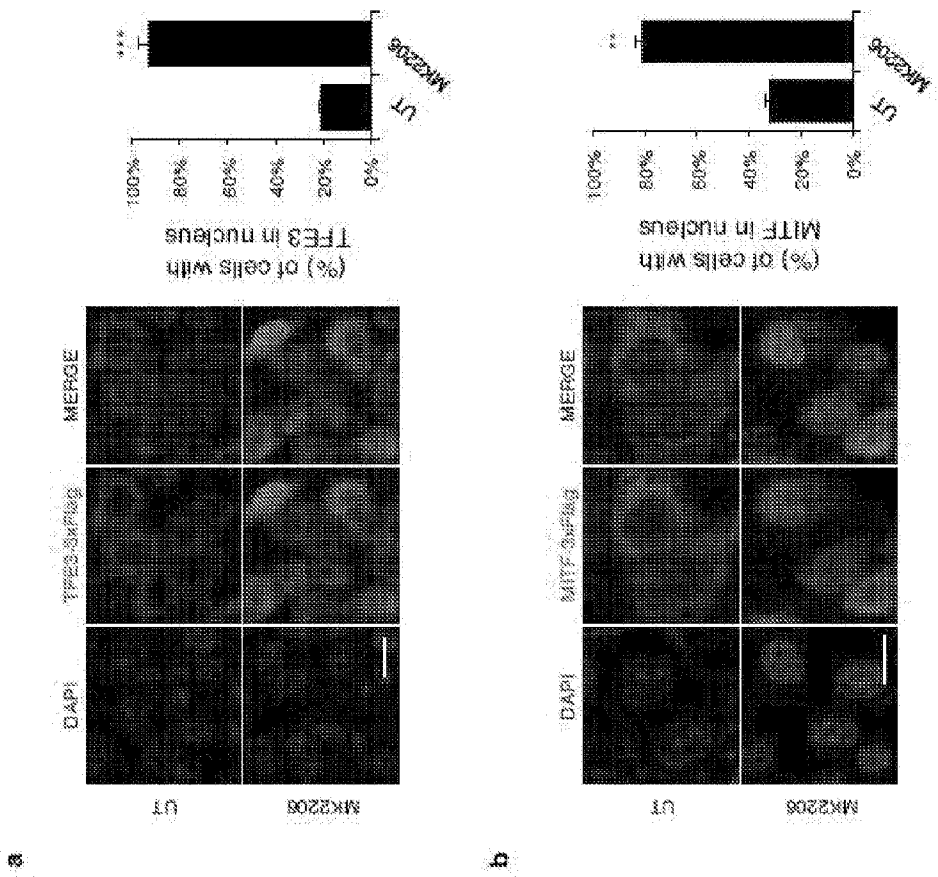 a
DAPI
TFE3-3xFlag
MERGE
UT
MK2206
(%) of cells with
TFE3 in nucleus
100%
80%
60%
40%
20%
0%
***
UT
MK2206
b
DAPI
MITF-3xFlag
MERGE
UT
MK2206
(%) of cells with
MITF in nucleus
100%
80%
60%
40%
20%
0%
**
UT
MK2206